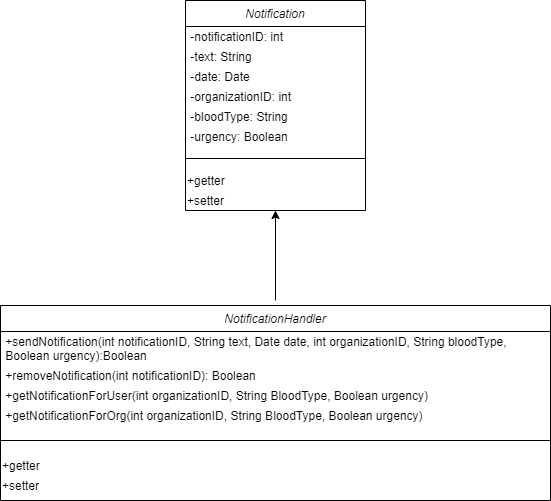 Notification
-notificationID: int
-text: String
-date: Date
-organizationID: int
-bloodType: String
-urgency: Boolean
+getter
+setter
NotificationHandler
+sendNotification(int notificationID, String text, Date date, int organizationID, String bloodType,
Boolean urgency):Boolean
+removeNotification(int notificationID): Boolean
+getNotificationForUser(int organizationID, String BloodType, Boolean urgency)
+getNotificationForOrg(int organizationID, String BloodType, Boolean urgency)
+getter
+setter